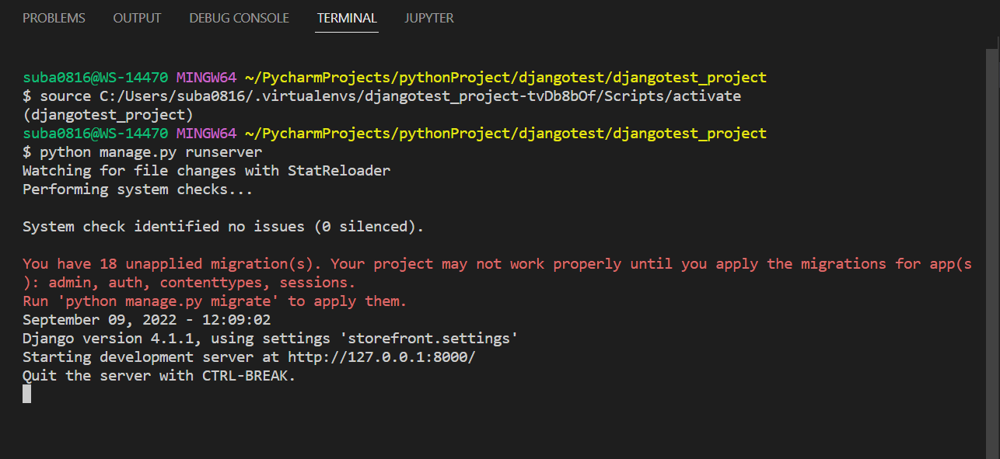 PROBLEMS OUTPUT DEBUG CONSOLE TERMINAL JUPYTER
suba0816@WS-14470 MINGW64 ~/PycharmProjects/pythonProject/djangotest/djangotest_project
$ source C:/Users/suba0816/.virtualenvs/djangotest_project-tvDb8bOf/Scripts/activate
(djangotest_project)
suba0816@WS-14470 MINGW64 ~/PycharmProjects/pythonProject/djangotest/djangotest_project
$ python manage.py runserver
Watching for file changes with StatReloader
Performing system checks...
System check identified no issues (0 silenced).
You have 18 unapplied migration(s). Your project may not work properly until you apply the migrations for app(s
): admin, auth, contenttypes, sessions.
Run 'python manage.py migrate' to apply them.
September 09, 2022 - 12:09:02
Django version 4.1.1, using settings 'storefront.settings'
Starting development server at http://127.0.0.1:8000/
Quit the server with CTRL-BREAK.